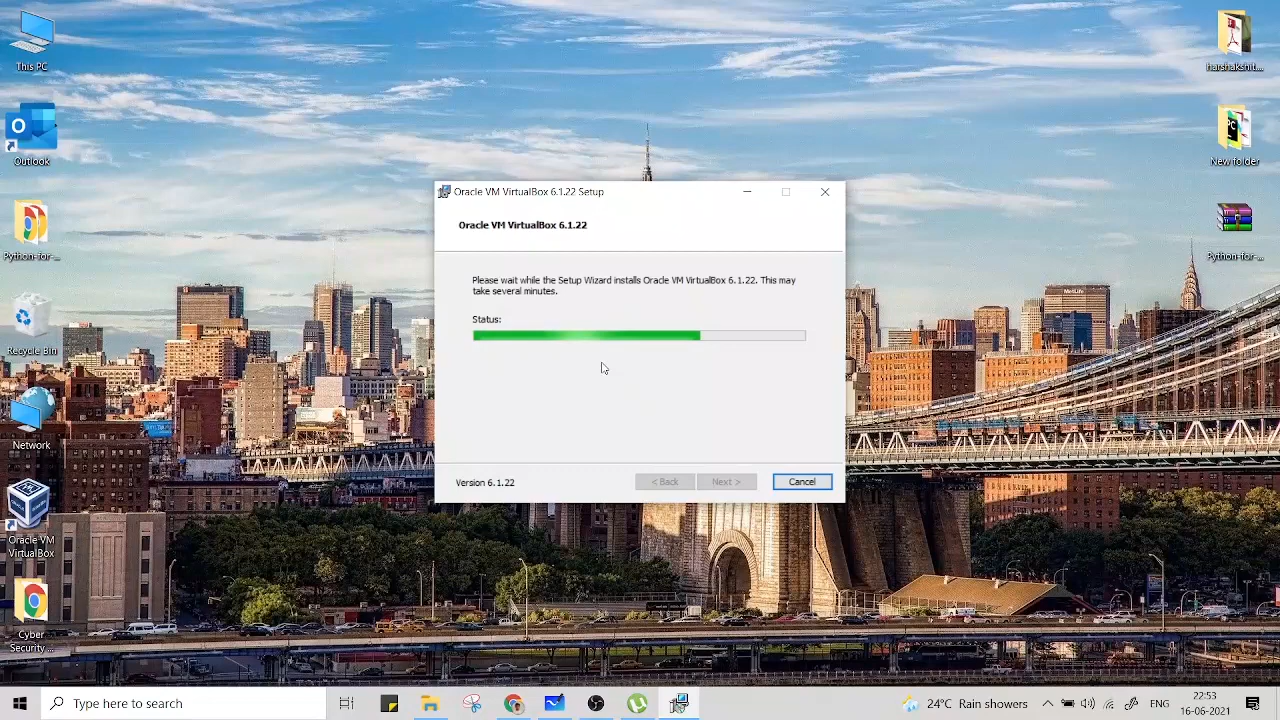 This PC
Outlook
Python-for-...
Recycle Bin
Network
Oracle VM
VirtualBox
Cyber
Security ...
New folder
Python-for-...
Oracle VM VirtualBox 6.1.22 Setup
Oracle VM VirtualBox 6.1.22
Please wait while the Setup Wizard installs Oracle VM VirtualBox 6.1.22. This may
take several minutes.
Status:
Version 6.1.22
< Back
Next >
Cancel
MetLife
Type here to search
24°C Rain showers
ENG
22:53
16-06-2021